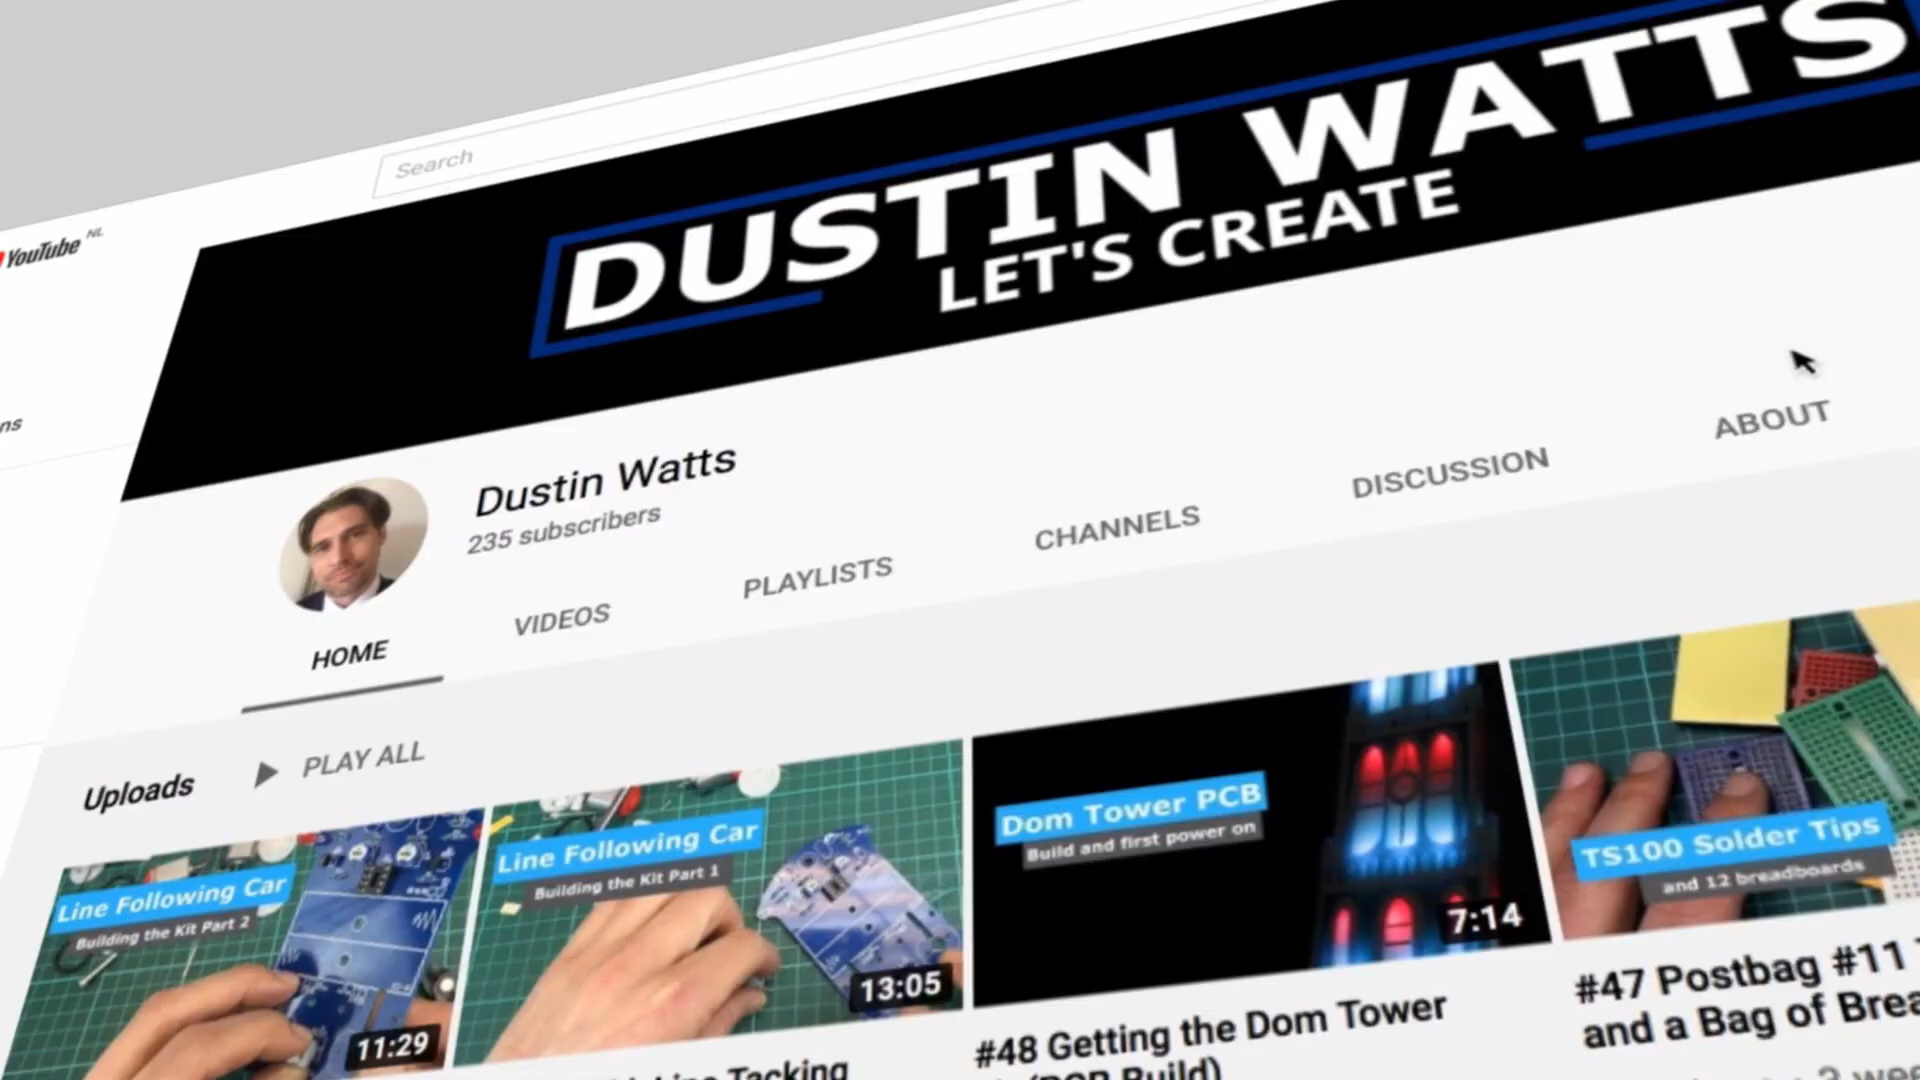 Search
DUSTIN WATTS
LET'S CREATE
YouTube NL
ns
Dustin Watts
235 subscribers
HOME
VIDEOS
PLAYLISTS
CHANNELS
DISCUSSION
ABOUT
Uploads
PLAY ALL
Line Following Car
Building the Kit Part 2
11:29
Line Following Car
Building the Kit Part 1
13:05
Dom Tower PCB
Build and first power on
7:14
TS100 Solder Tips
and 12 breadboards
Tacking
#48 Getting the Dom Tower
Build)
#47 Postbag #11
and a Bag of Brea